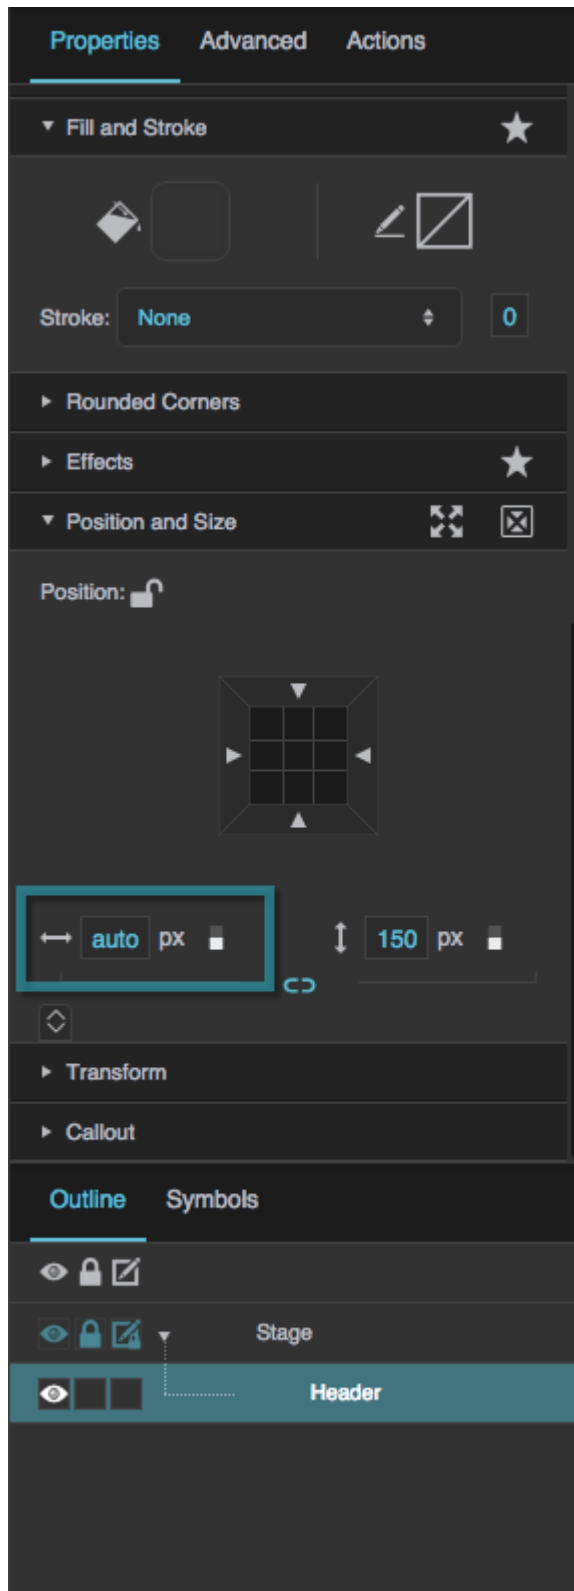 Properties Advanced Actions
Fill and Stroke
Stroke: None 0
Rounded Corners
Effects
Position and Size
Position:
auto px 150 px
Transform
Callout
Outline Symbols
Stage
Header